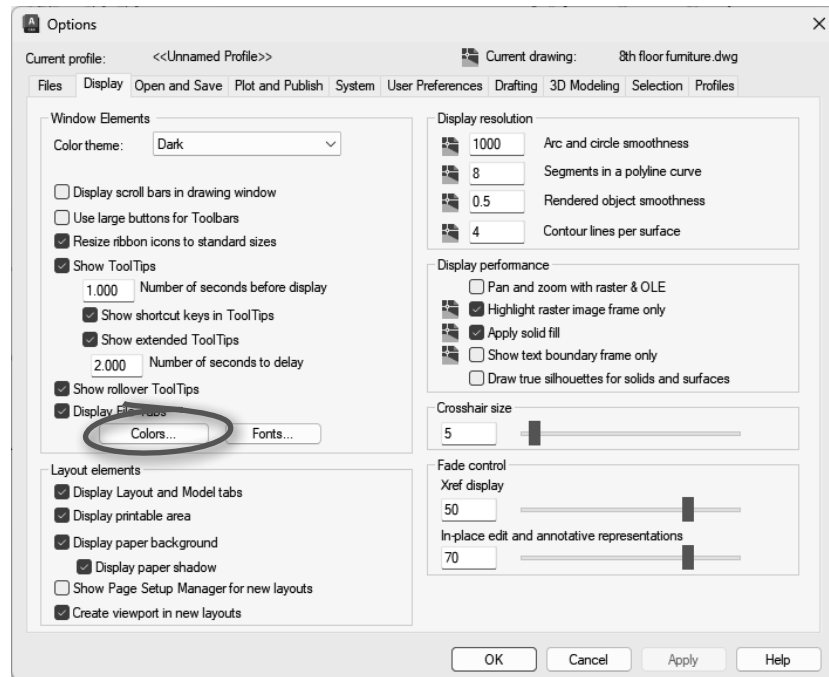 Options
Current profile: <<Unnamed Profile>> Current drawing: 8th floor furniture.dwg
Files Display Open and Save Plot and Publish System User Preferences Drafting 3D Modeling Selection Profiles
Window Elements
Color theme: Dark
Display scroll bars in drawing window
Use large buttons for Toolbars
Resize ribbon icons to standard sizes
Show ToolTips
1.000 Number of seconds before display
Show shortcut keys in ToolTips
Show extended ToolTips
2.000 Number of seconds to delay
Show rollover ToolTips
Display File Tabs
Colors... Fonts...
Layout elements
Display Layout and Model tabs
Display printable area
Display paper background
Display paper shadow
Show Page Setup Manager for new layouts
Create viewport in new layouts
Display resolution
1000 Arc and circle smoothness
8 Segments in a polyline curve
0.5 Rendered object smoothness
4 Contour lines per surface
Display performance
Pan and zoom with raster & OLE
Highlight raster image frame only
Apply solid fill
Show text boundary frame only
Draw true silhouettes for solids and surfaces
Crosshair size
5
Fade control
Xref display
50
In-place edit and annotative representations
70
OK Cancel Apply Help